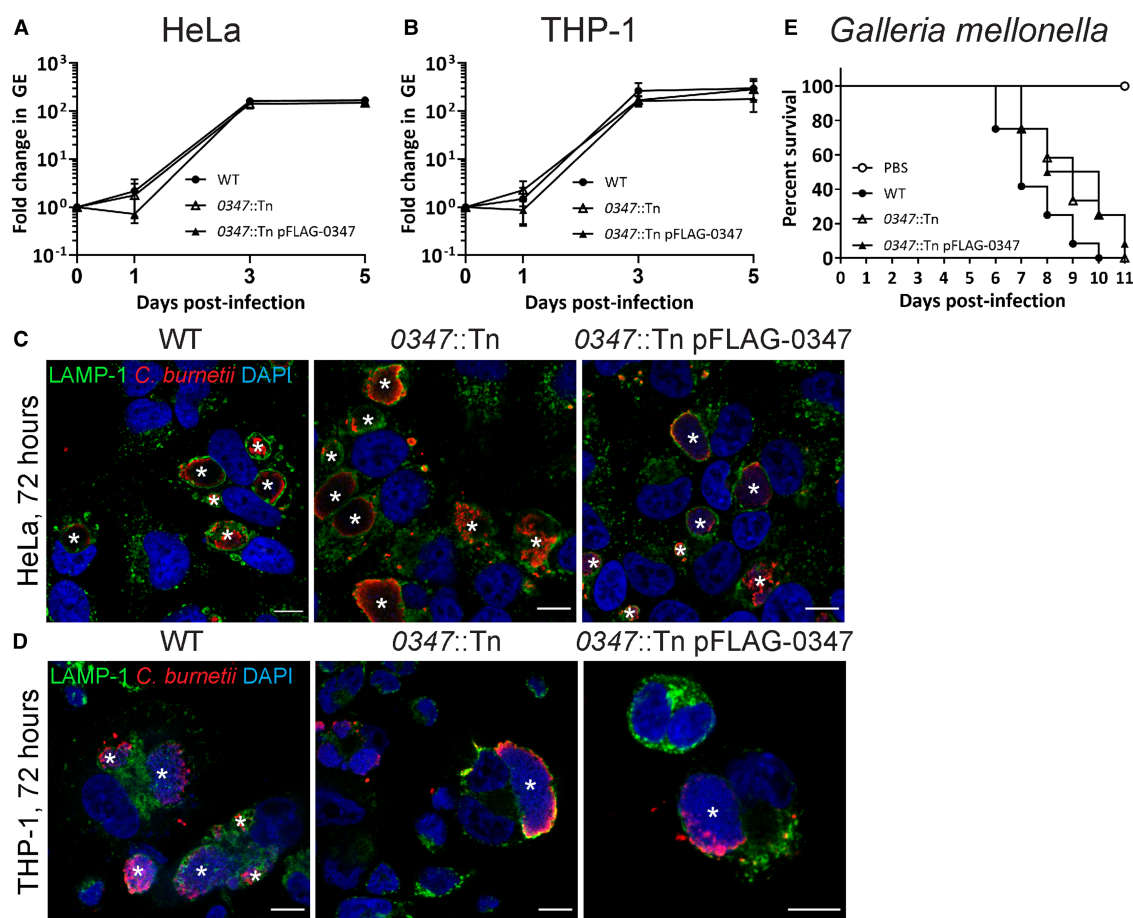 A HeLa
Fold change in GE
10³
10²
10¹
10⁰
10⁻¹
WT
0347::Tn
0347::Tn pFLAG-0347
0 1 3 5
Days post-infection
B THP-1
Fold change in GE
10³
10²
10¹
10⁰
10⁻¹
WT
0347::Tn
0347::Tn pFLAG-0347
0 1 3 5
Days post-infection
E Galleria mellonella
Percent survival
100
80
60
40
20
0
PBS
WT
0347::Tn
0347::Tn pFLAG-0347
0 1 2 3 4 5 6 7 8 9 10 11
Days post-infection
C WT 0347::Tn 0347::Tn pFLAG-0347
HeLa, 72 hours
LAMP-1 C. burnetii DAPI
* * * * * *
* * * * * * * *
* * * * * * *
D WT 0347::Tn 0347::Tn pFLAG-0347
THP-1, 72 hours
LAMP-1 C. burnetii DAPI
* * * * * *
*
*